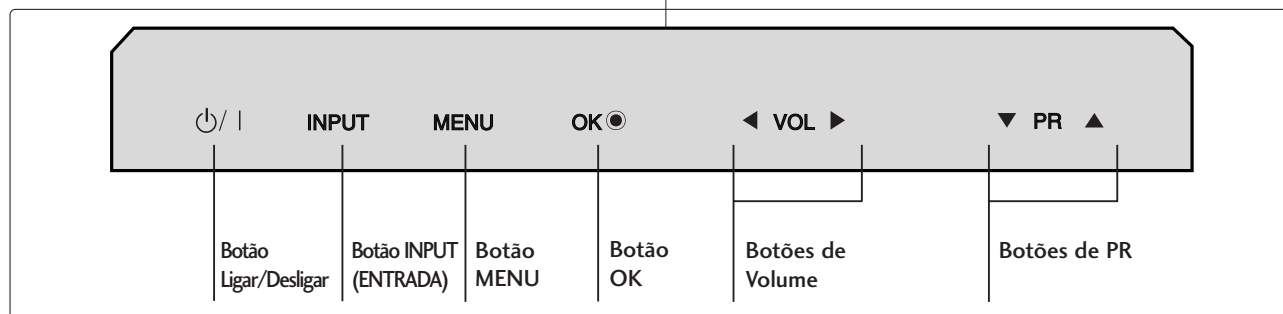 ⏻/ I INPUT MENU OK◉ ◀ VOL ▶ ▼ PR ▲
Botão
Ligar/Desligar
Botão INPUT
(ENTRADA)
Botão
MENU
Botão
OK
Botões de
Volume
Botões de PR